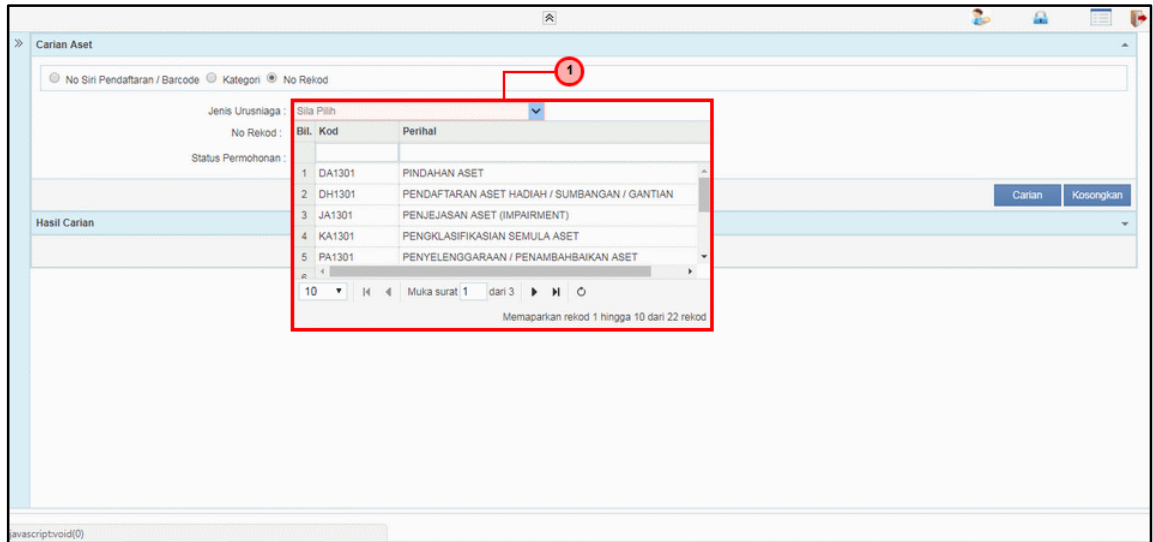 Carian Aset
No Siri Pendaftaran / Barcode Kategori No Rekod
1
Jenis Urusniaga : Sila Pilih
No Rekod :
Status Permohonan :
Bil. Kod Perihal
1 DA1301 PINDAHAN ASET
2 DH1301 PENDAFTARAN ASET HADIAH / SUMBANGAN / GANTIAN
3 JA1301 PENJEJASAN ASET (IMPAIRMENT)
4 KA1301 PENGKLASIFIKASIAN SEMULA ASET
5 PA1301 PENYELENGGARAAN / PENAMBAHBAIKAN ASET
6
10 Muka surat 1 dari 3
Memaparkan rekod 1 hingga 10 dari 22 rekod
Carian Kosongkan
Hasil Carian
javascript:void(0)